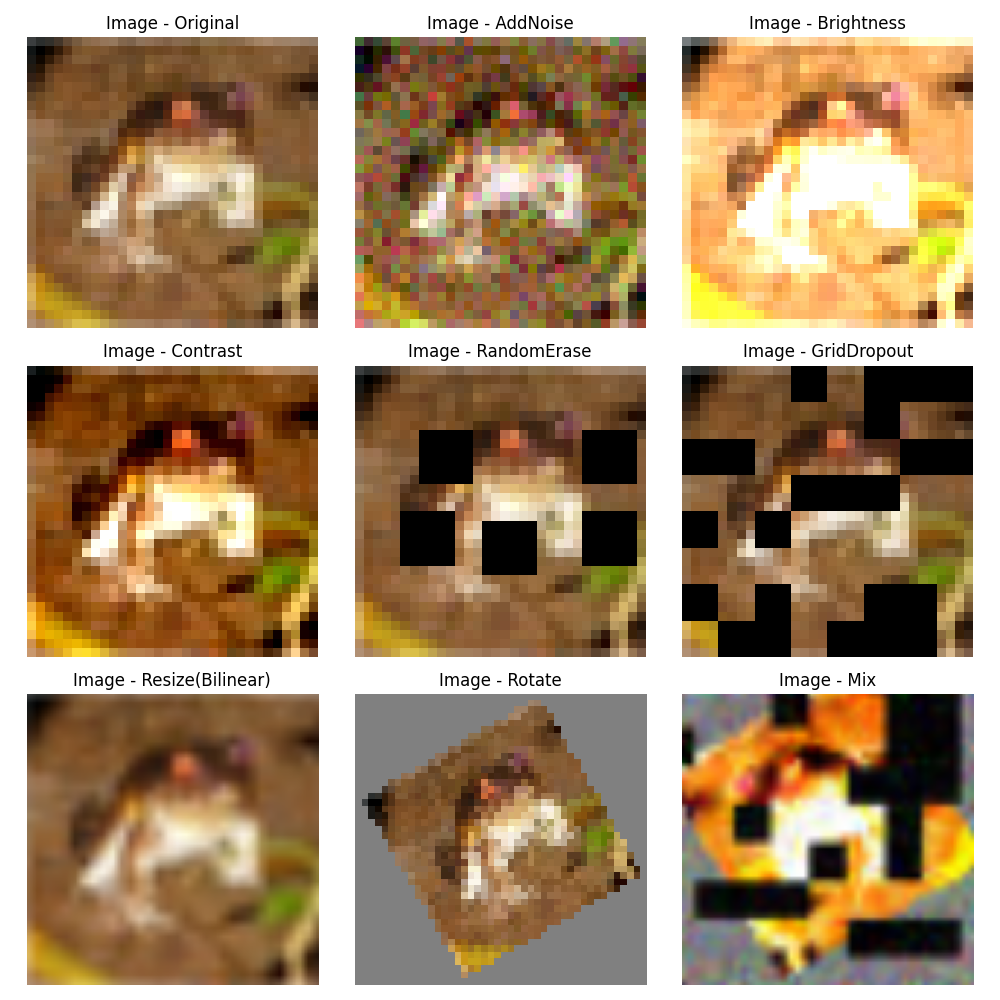 Image - Original
Image - AddNoise
Image - Brightness
Image - Contrast
Image - RandomErase
Image - GridDropout
Image - Resize(Bilinear)
Image - Rotate
Image - Mix